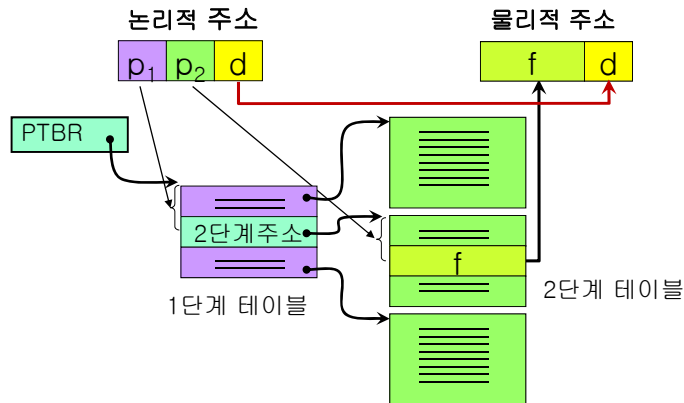 논리적 주소
물리적 주소
p1 p2 d
f d
PTBR
2단계주소
f
2단계 테이블
1단계 테이블